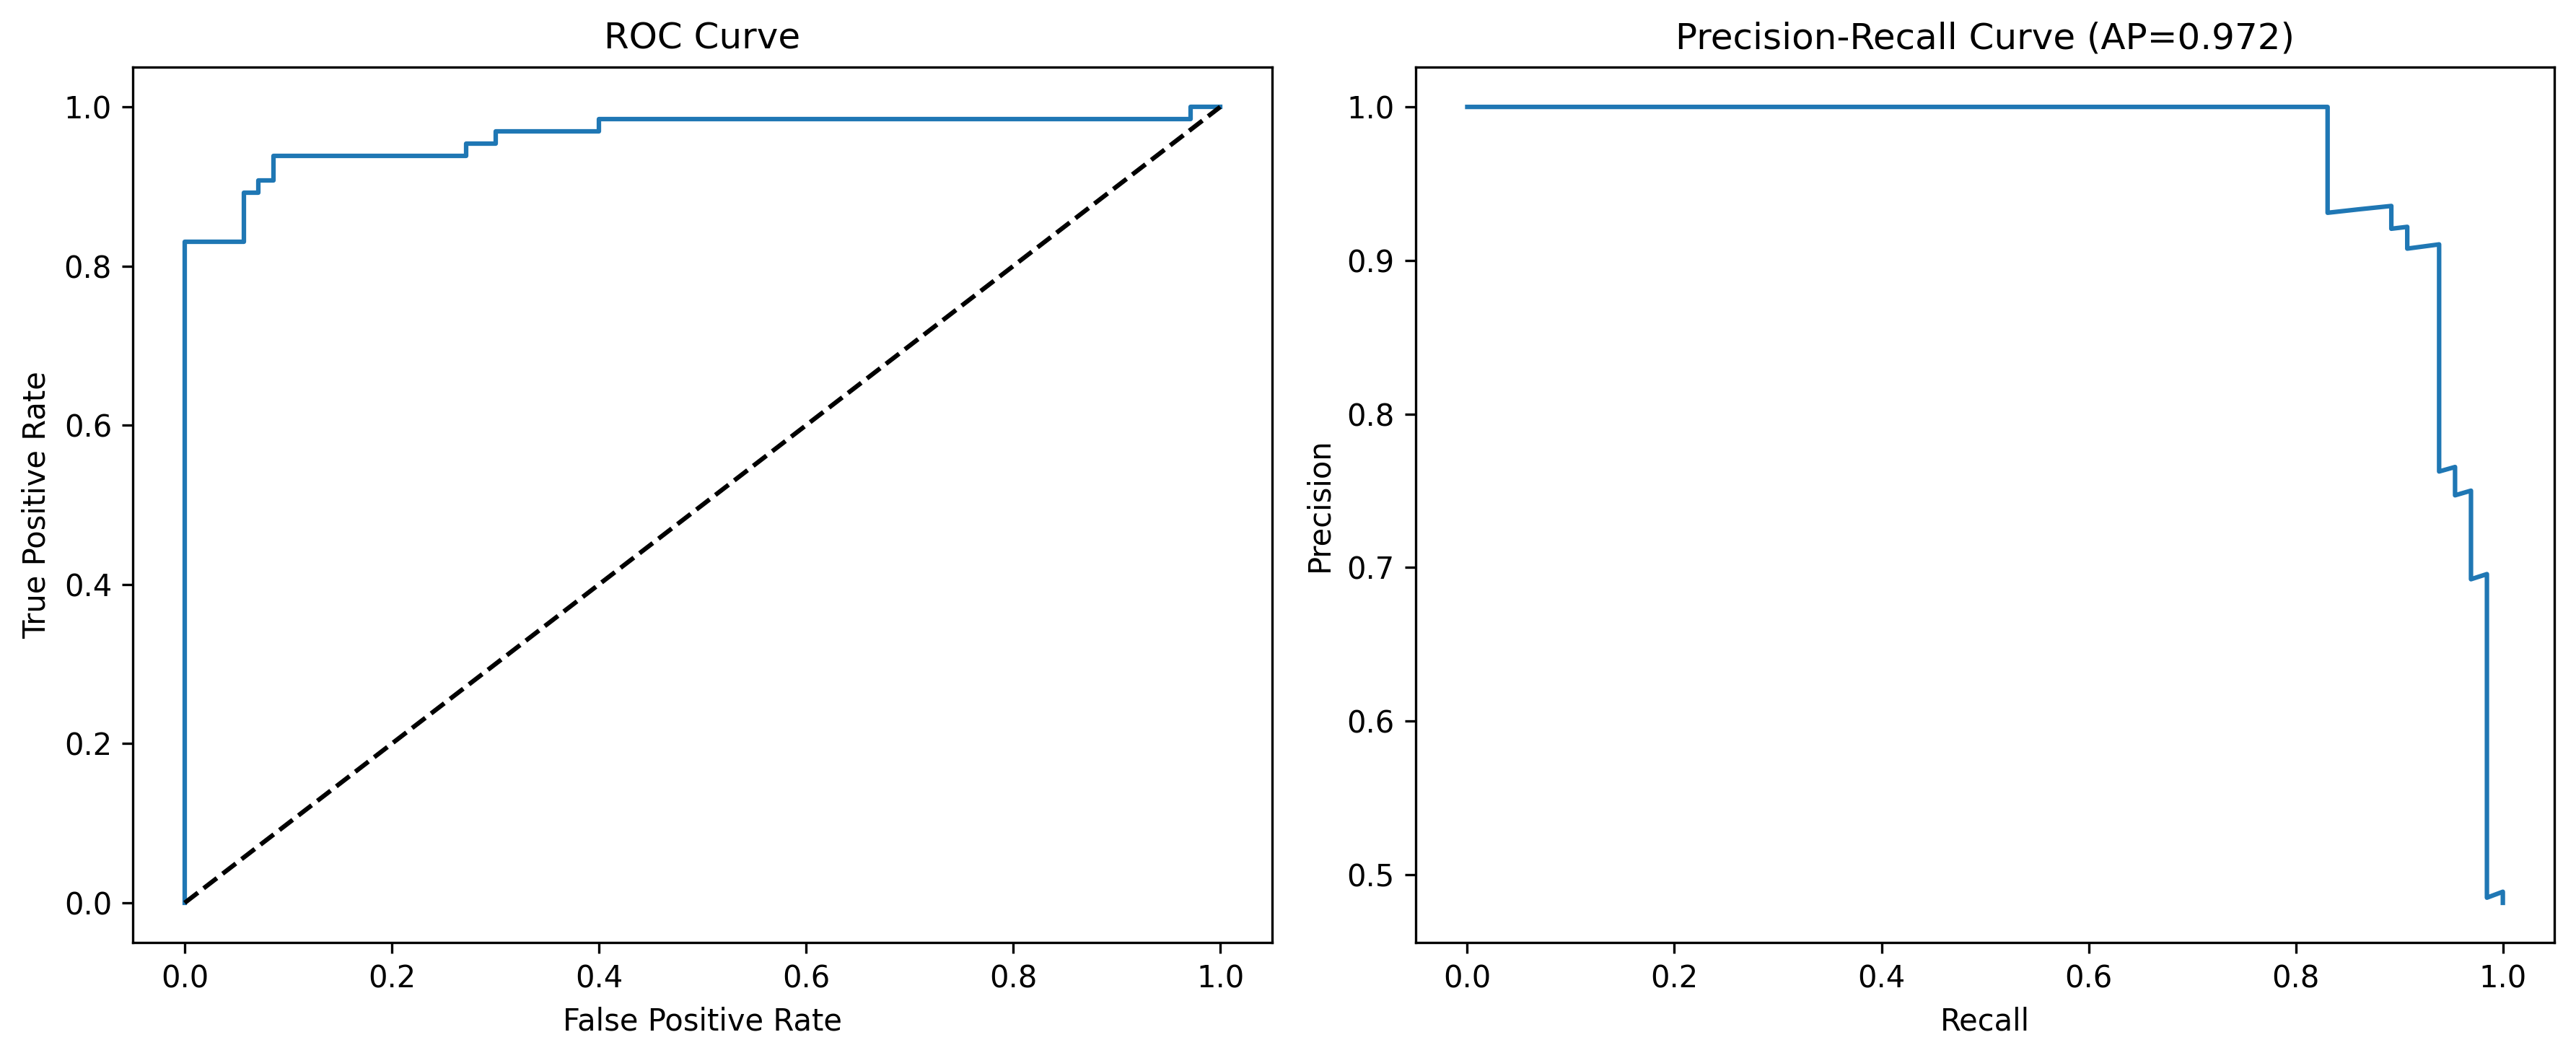 ROC Curve
1.0
0.8
0.6
0.4
0.2
0.0
True Positive Rate
0.0 0.2 0.4 0.6 0.8 1.0
False Positive Rate
Precision-Recall Curve (AP=0.972)
1.0
0.9
0.8
0.7
0.6
0.5
Precision
0.0 0.2 0.4 0.6 0.8 1.0
Recall